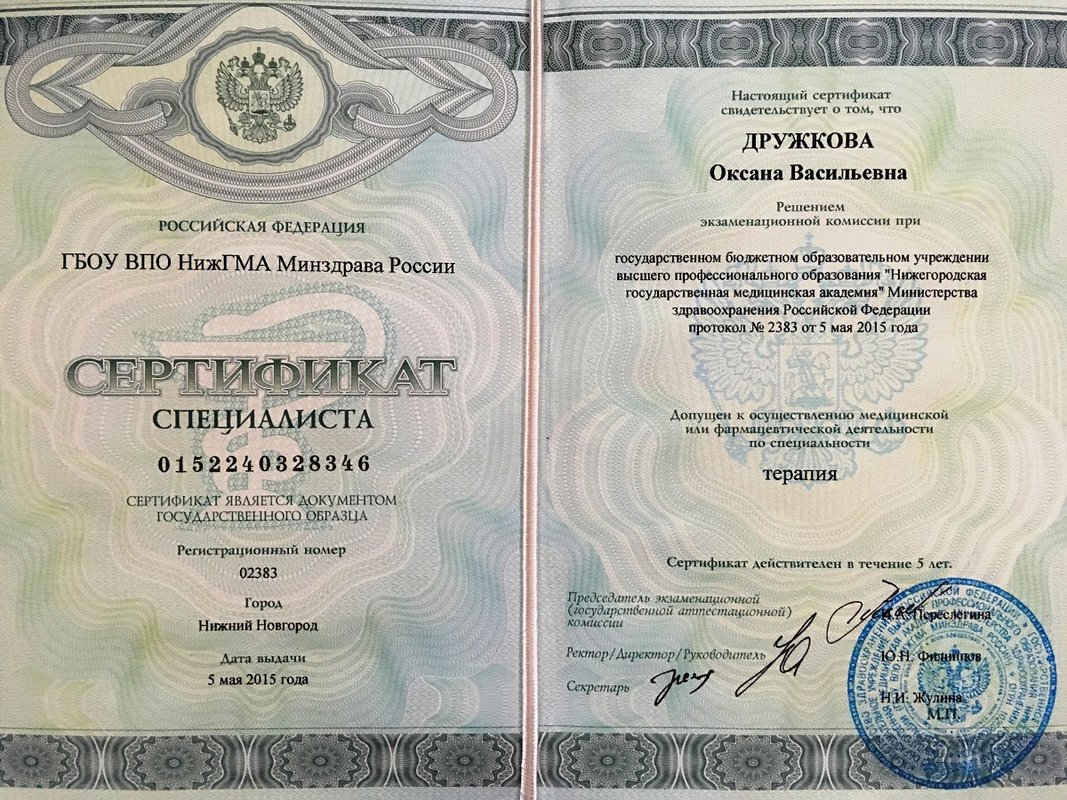 РОССИЙСКАЯ ФЕДЕРАЦИЯ
ГБОУ ВПО НижГМА Минздрава России
СЕРТИФИКАТ
СПЕЦИАЛИСТА
0152240328346
СЕРТИФИКАТ ЯВЛЯЕТСЯ ДОКУМЕНТОМ
ГОСУДАРСТВЕННОГО ОБРАЗЦА
Регистрационный номер
02383
Город
Нижний Новгород
Дата выдачи
5 мая 2015 года
Настоящий сертификат
свидетельствует о том, что
ДРУЖКОВА
Оксана Васильевна
Решением
экзаменационной комиссии при
государственном бюджетном образовательном учреждении
высшего профессионального образования "Нижегородская
государственная медицинская академия" Министерства
здравоохранения Российской Федерации
протокол № 2383 от 5 мая 2015 года
Допущен к осуществлению медицинской
или фармацевтической деятельности
по специальности
терапия
Сертификат действителен в течение 5 лет.
Председатель экзаменационной
(государственной аттестационной)
комиссии
Переслегина
Ректор/Директор/Руководитель
Ю.Н. Филиппов
Секретарь
Н.И. Жулина
М.П.